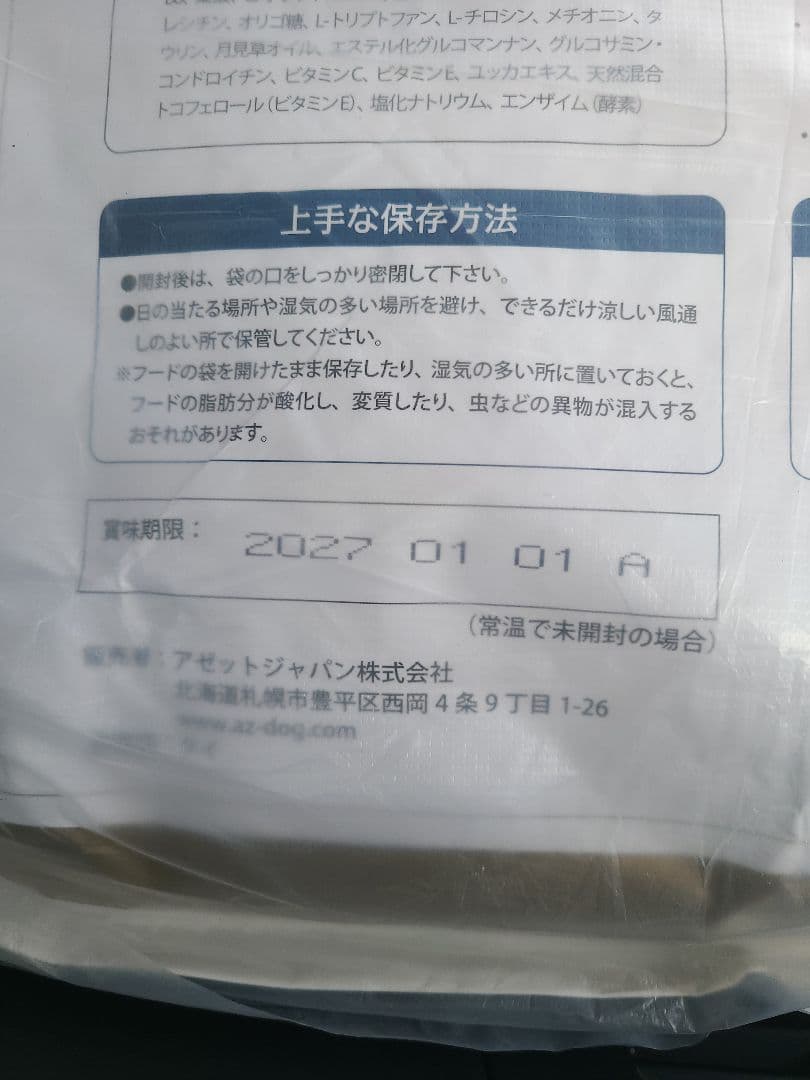 レシチン、オリゴ糖、L-トリプトファン、L-チロシン、メチオニン、タ
ウリン、月見草オイル、エステル化グルコマンナン、グルコサミン・
コンドロイチン、ビタミンC、ビタミンE、ユッカエキス、天然混合
トコフェロール（ビタミンE）、塩化ナトリウム、エンザイム（酵素）
上手な保存方法
●開封後は、袋の口をしっかり密閉して下さい。
●日の当たる場所や湿気の多い場所を避け、できるだけ涼しい風通
しのよい所で保管してください。
※フードの袋を開けたまま保存したり、湿気の多い所に置いておくと、
フードの脂肪分が酸化し、変質したり、虫などの異物が混入する
おそれがあります。
賞味期限： 2027 01 01 A
（常温で未開封の場合）
販売者：アゼットジャパン株式会社
北海道札幌市豊平区西岡4条9丁目1-26
www.az-dog.com